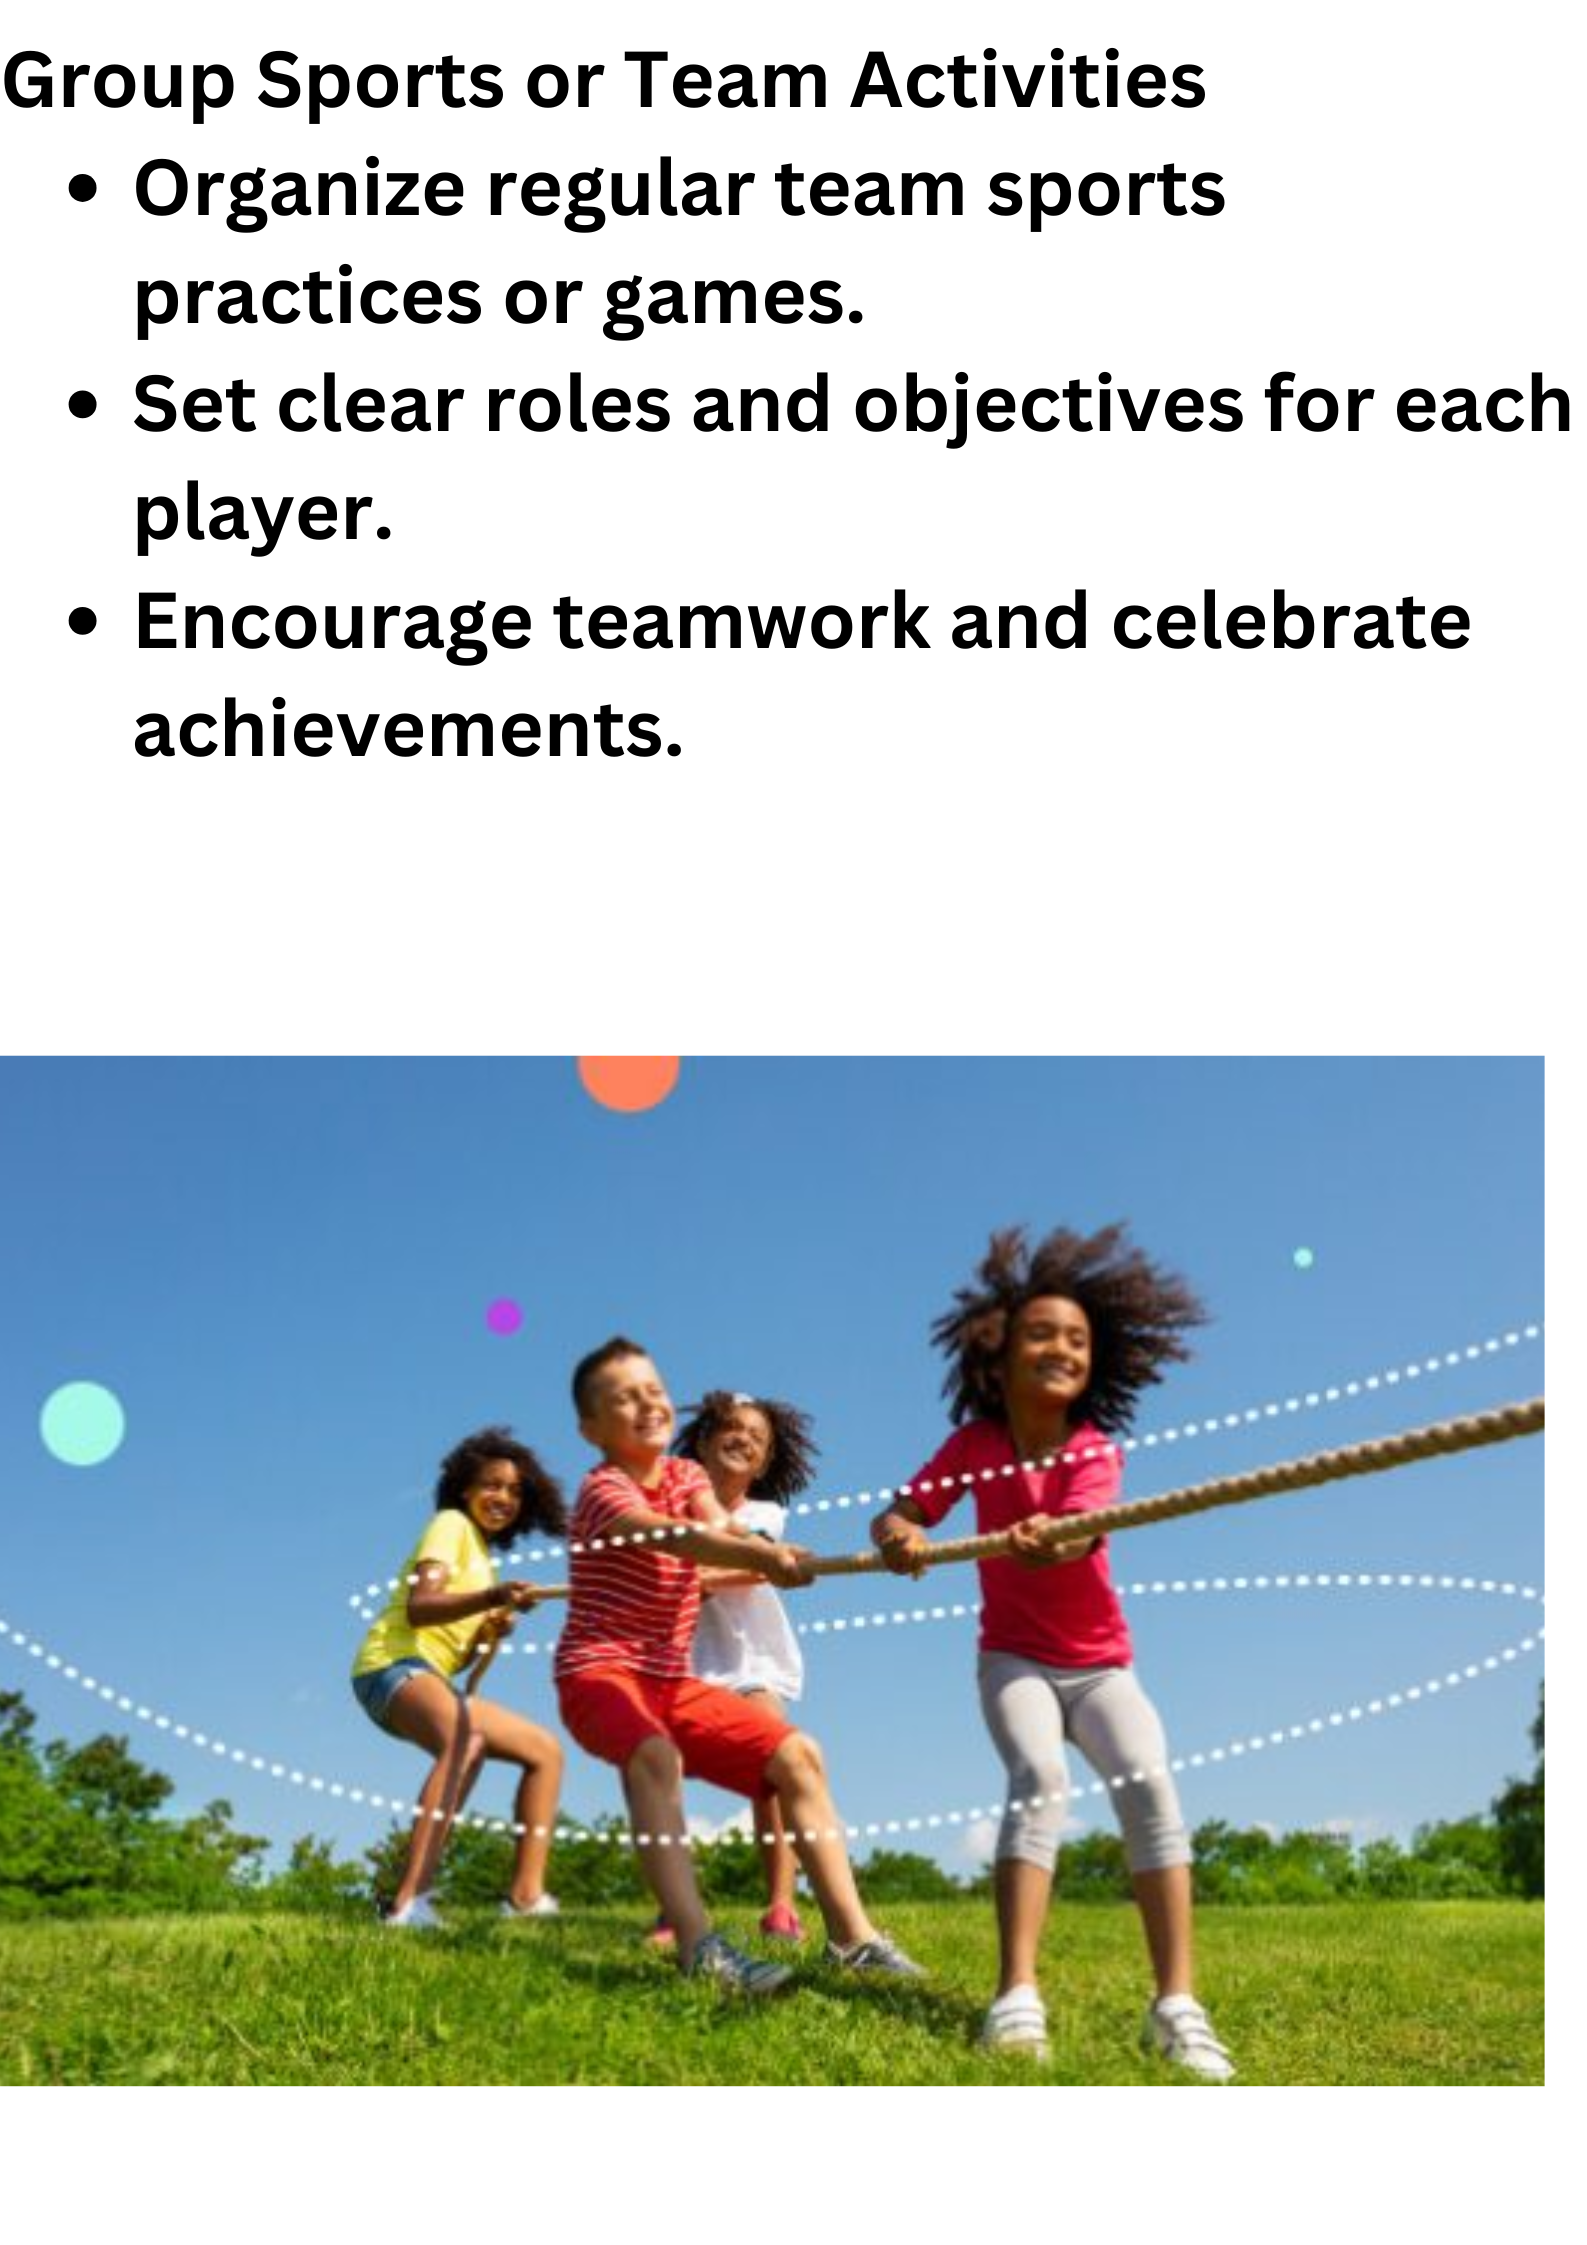 Group Sports or Team Activities
• Organize regular team sports
practices or games.
• Set clear roles and objectives for each
player.
• Encourage teamwork and celebrate
achievements.